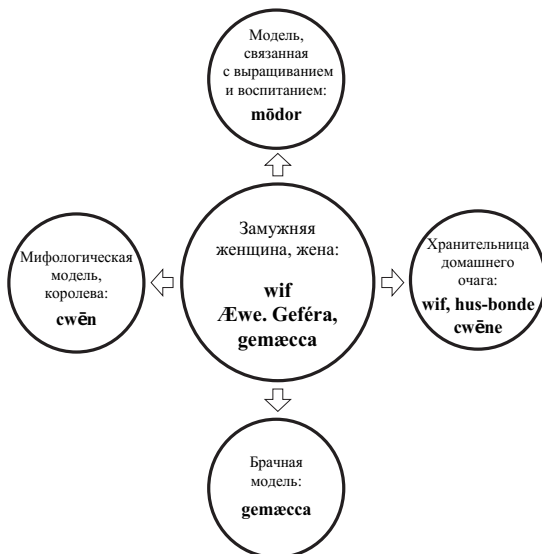 Модель,
связанная
с выращиванием
и воспитанием:
mōdor
Мифологическая
модель,
королева:
cwēn
Замужняя
женщина, жена:
wif
Æwe. Geféra,
gemæcca
Хранительница
домашнего
очага:
wif, hus-bonde
cwēne
Брачная
модель:
gemæcca